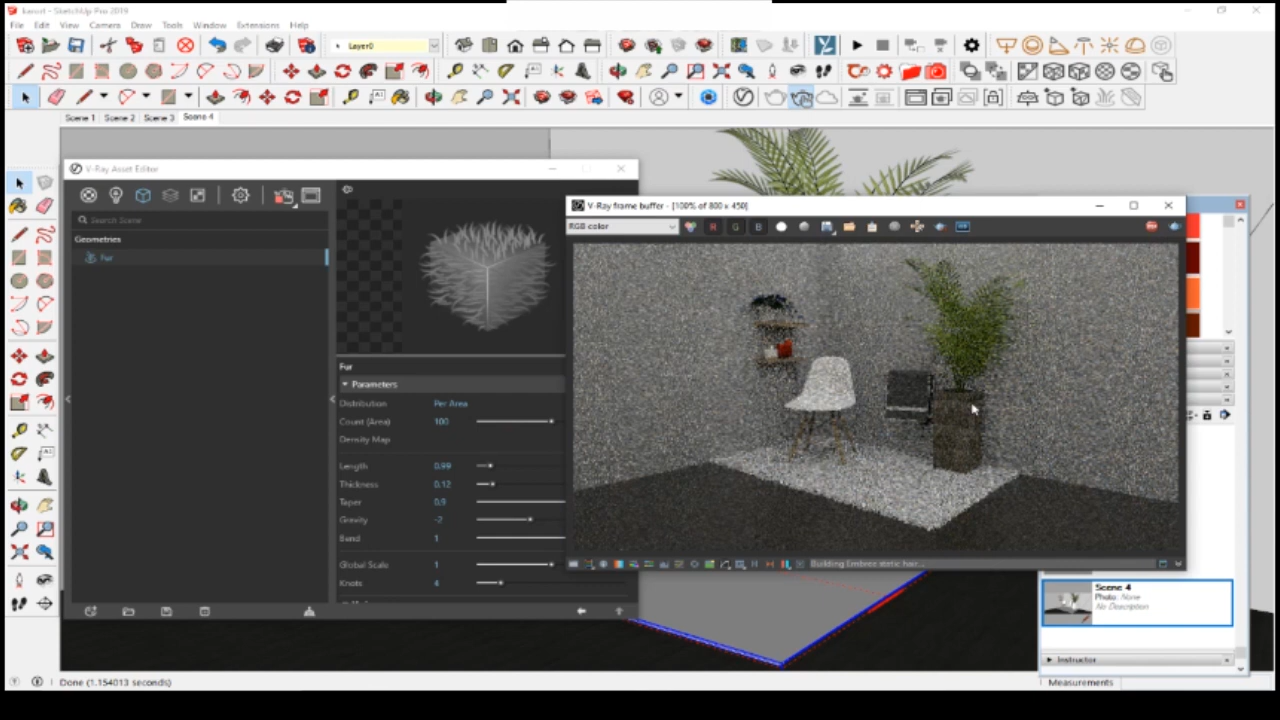 karori - SketchUp Pro 2019
File Edit View Camera Draw Tools Window Extensions Help
Layer0
Scene 1 Scene 2 Scene 3 Scene 4
V-Ray Asset Editor
Search Scene
Geometries
Fur
V-Ray frame buffer - [100% of 800 x 450]
RGB color
R G B
Fur
Parameters
Distribution Per Area
Count (Area) 100
Density Map
Length 0.99
Thickness 0.12
Taper 0.9
Gravity -2
Bend 1
Global Scale 1
Knots 4
Building Embree static hair...
Scene 4
Photo: None
No Description
Instructor
Done (1.154013 seconds)
Measurements